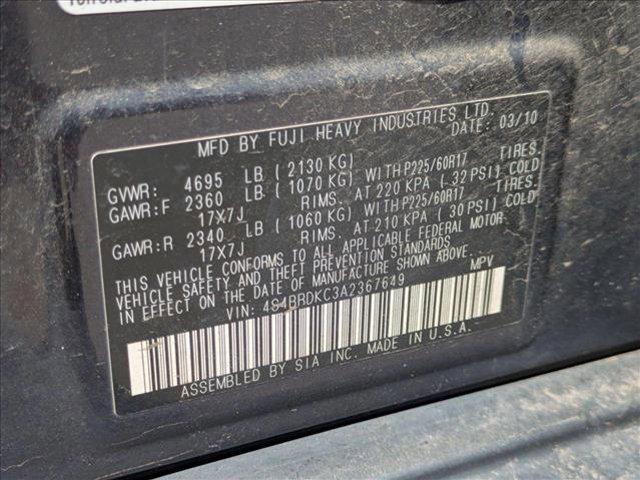 MFD BY FUJI HEAVY INDUSTRIES LTD.
DATE: 03/10
GVWR: 4695 LB (2130 KG)
GAWR:F 2360 LB (1070 KG) WITH P225/60R17 TIRES.
17X7J RIMS. AT 220 KPA (32 PSI) COLD
GAWR:R 2340 LB (1060 KG) WITH P225/60R17 TIRES.
17X7J RIMS. AT 210 KPA (30 PSI) COLD
THIS VEHICLE CONFORMS TO ALL APPLICABLE FEDERAL MOTOR
VEHICLE SAFETY AND THEFT PREVENTION STANDARDS
IN EFFECT ON THE DATE OF MANUFACTURE SHOWN ABOVE.
VIN: 4S4BRDKC3A2367649 MPV
ASSEMBLED BY SIA INC. MADE IN U.S.A.